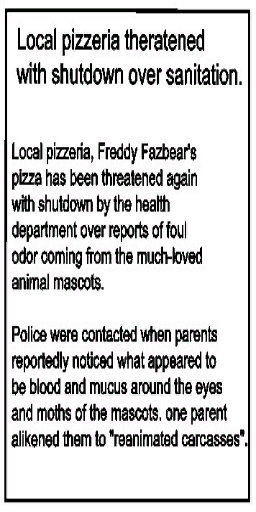 Local pizzeria theratened
with shutdown over sanitation.
Local pizzeria, Freddy Fazbear's
pizza has been threatened again
with shutdown by the health
department over reports of foul
odor coming from the much-loved
animal mascots.
Police were contacted when parents
reportedly noticed what appeared to
be blood and mucus around the eyes
and moths of the mascots. one parent
alikened them to "reanimated carcasses".